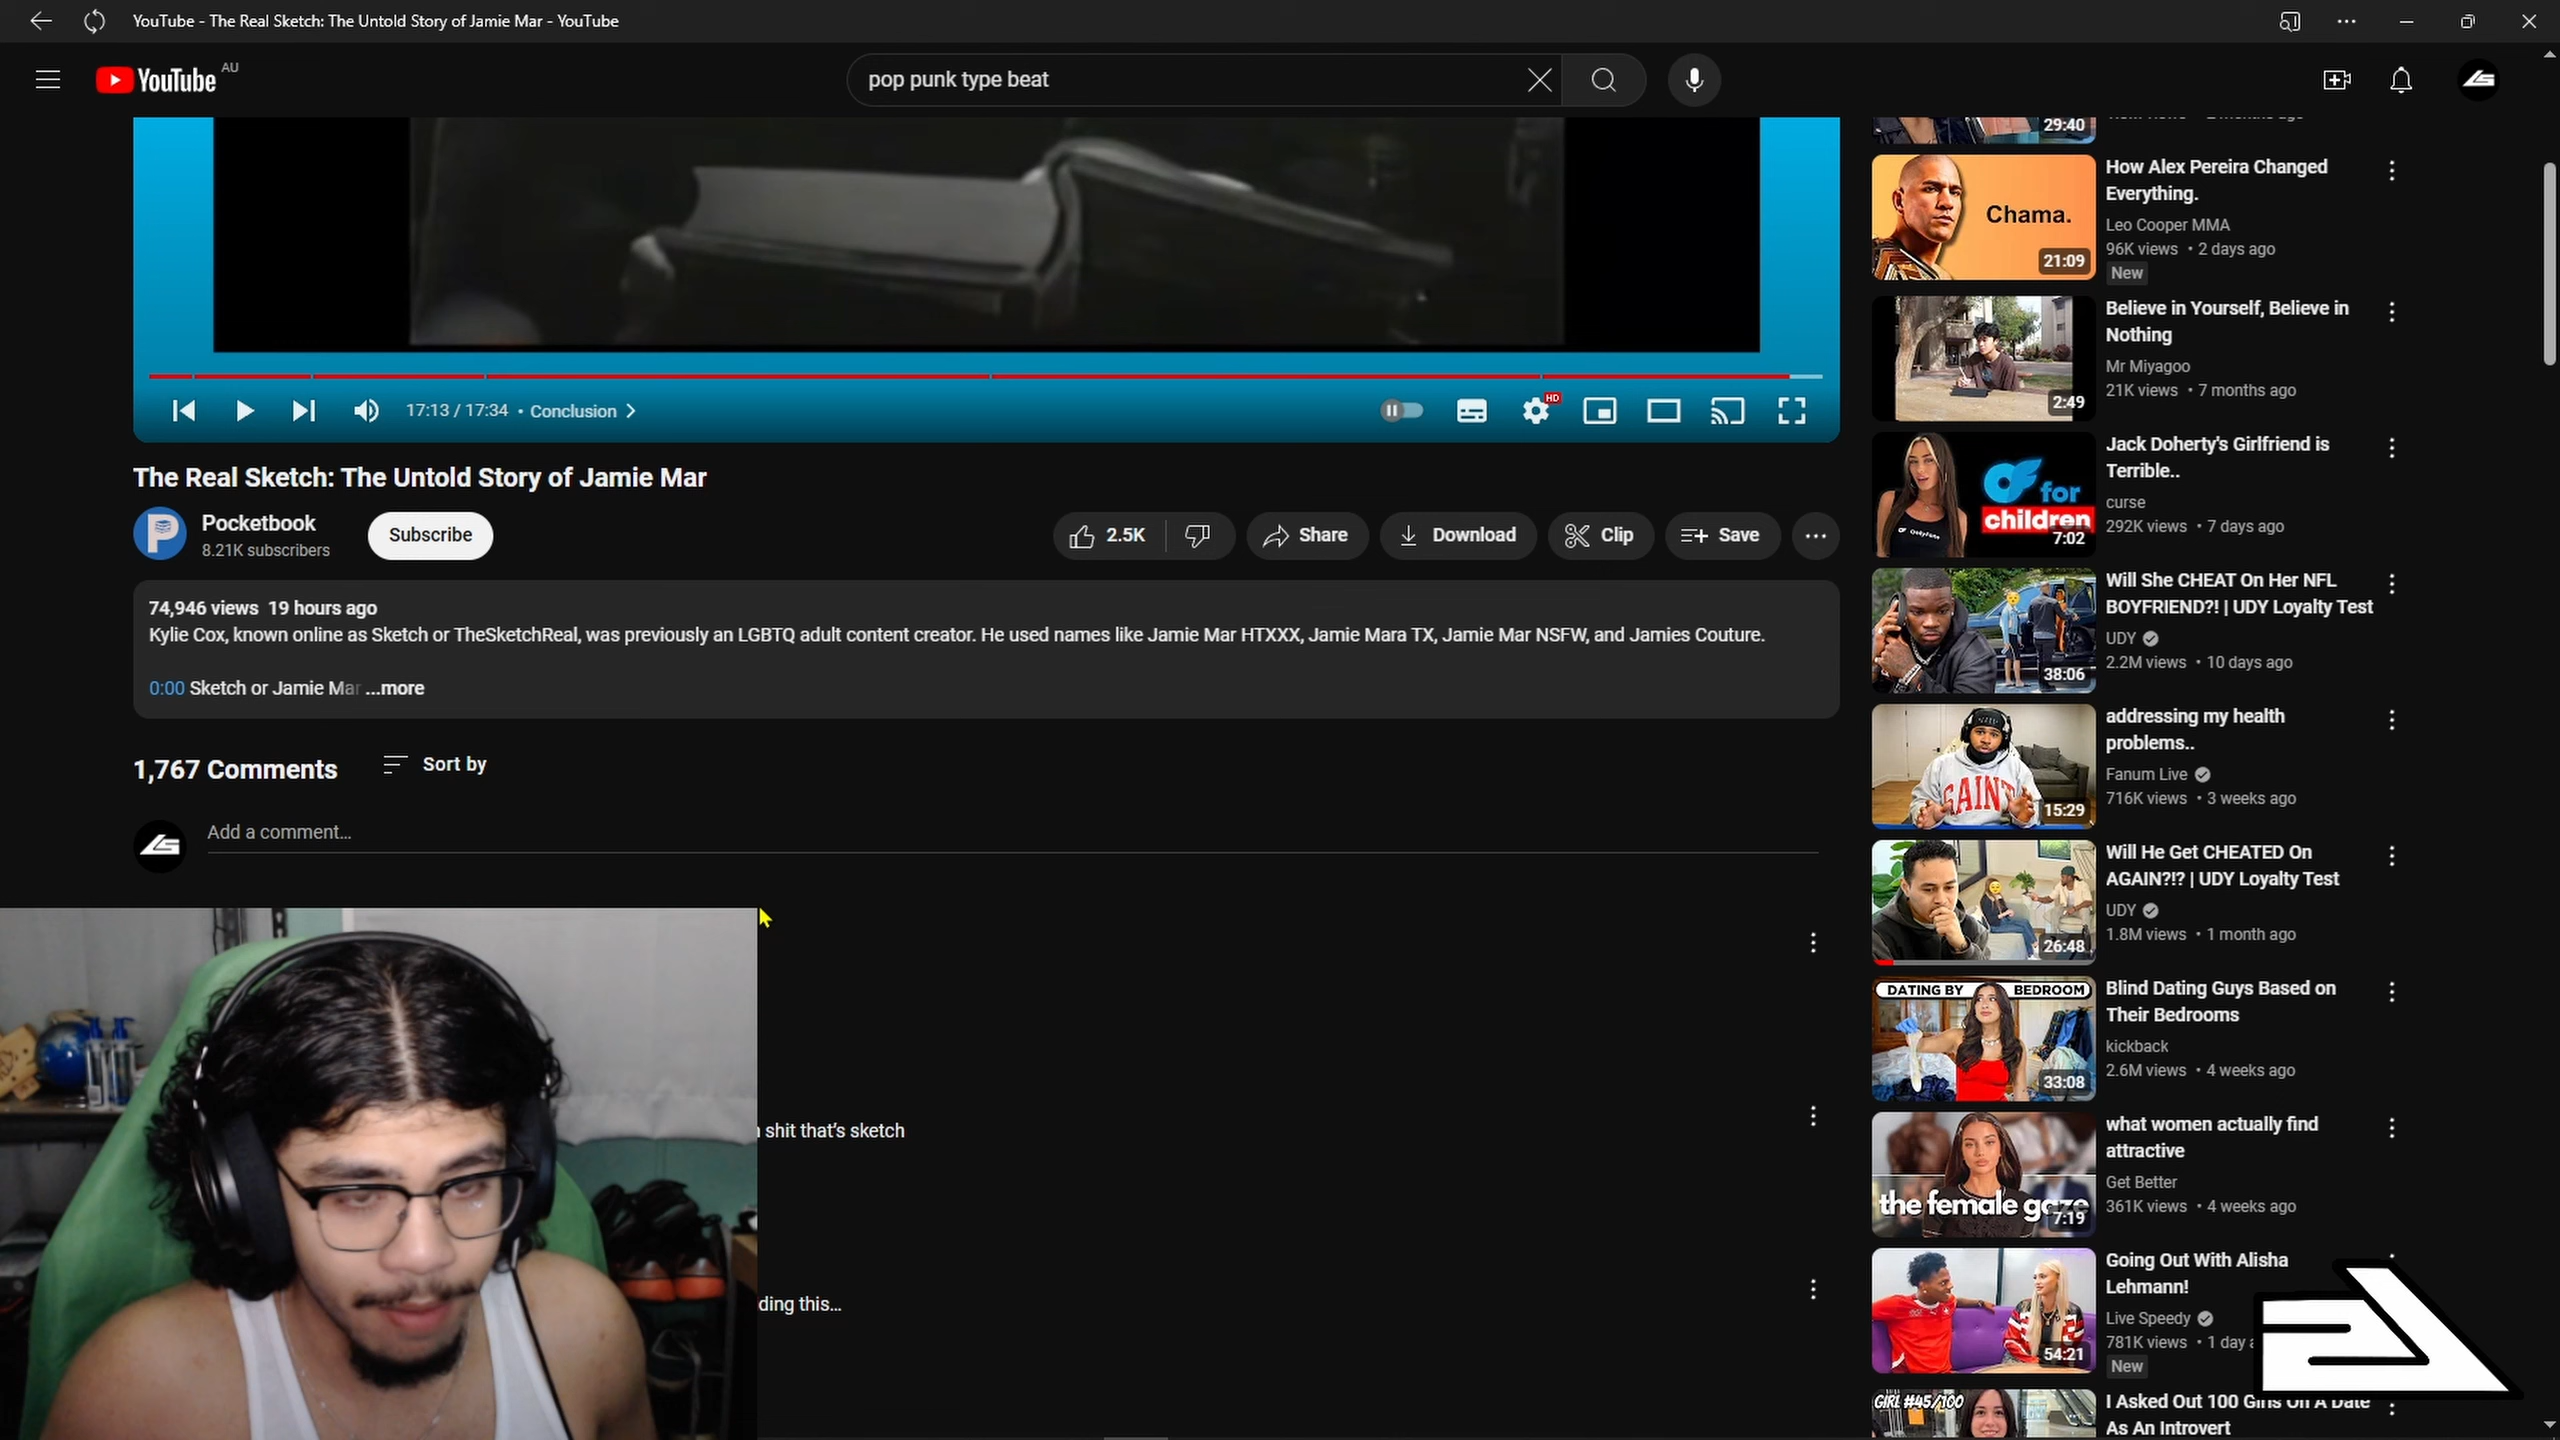 YouTube - The Real Sketch: The Untold Story of Jamie Mar - YouTube
YouTube AU
pop punk type beat
HD
17:13 / 17:34 • Conclusion
The Real Sketch: The Untold Story of Jamie Mar
Pocketbook
8.21K subscribers
Subscribe
2.5K
Share
Download
Clip
Save
74,946 views 19 hours ago
Kylie Cox, known online as Sketch or TheSketchReal, was previously an LGBTQ adult content creator. He used names like Jamie Mar HTXXX, Jamie Mara TX, Jamie Mar NSFW, and Jamies Couture.
0:00 Sketch or Jamie Mar ...more
1,767 Comments
Sort by
Add a comment...
shit that's sketch
ding this...
29:40
Chama.
21:09
How Alex Pereira Changed
Everything.
Leo Cooper MMA
96K views • 2 days ago
New
2:49
Believe in Yourself, Believe in
Nothing
Mr Miyagoo
21K views • 7 months ago
for
children
7:02
Jack Doherty's Girlfriend is
Terrible..
curse
292K views • 7 days ago
38:06
Will She CHEAT On Her NFL
BOYFRIEND?! | UDY Loyalty Test
UDY
2.2M views • 10 days ago
SAINT
15:29
addressing my health
problems..
Fanum Live
716K views • 3 weeks ago
26:48
Will He Get CHEATED On
AGAIN?!? | UDY Loyalty Test
UDY
1.8M views • 1 month ago
DATING BY BEDROOM
33:08
Blind Dating Guys Based on
Their Bedrooms
kickback
2.6M views • 4 weeks ago
the female gaze
7:19
what women actually find
attractive
Get Better
361K views • 4 weeks ago
54:21
Going Out With Alisha
Lehmann!
Live Speedy
781K views • 1 day a
New
GIRL #45/100
I Asked Out 100 Girls On A Date
As An Introvert